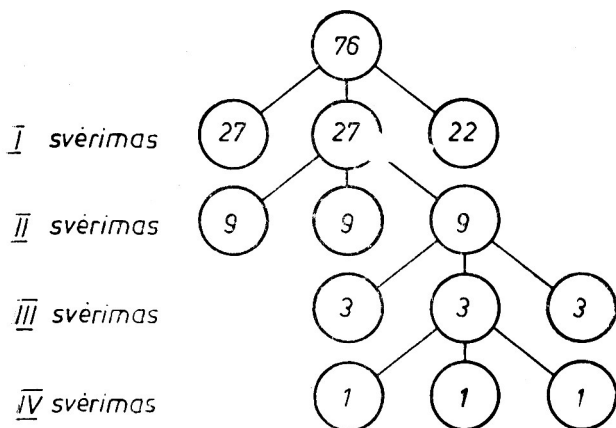 76
I svėrimas 27 27 22
II svėrimas 9 9 9
III svėrimas 3 3 3
IV svėrimas 1 1 1